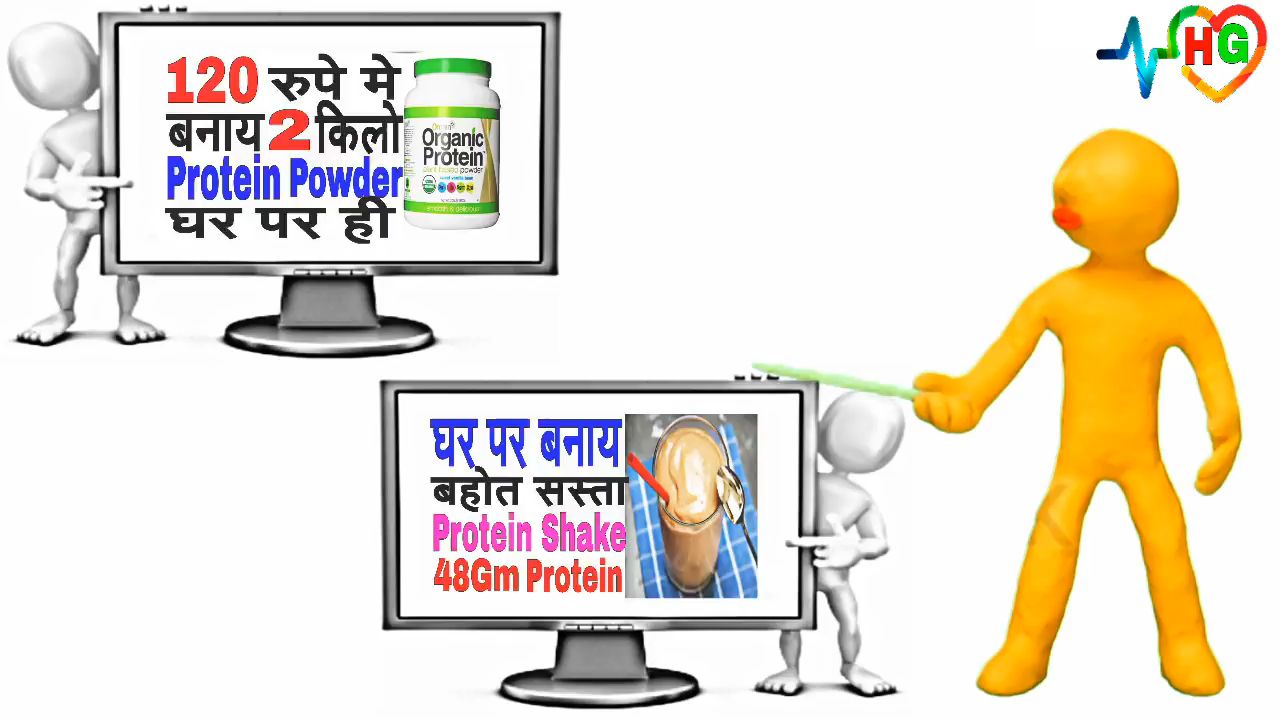 HG
120 रुपे मे
बनाय 2 किलो
Protein Powder
घर पर ही
Organic
Protein
घर पर बनाय
बहोत सस्ता
Protein Shake
48Gm Protein